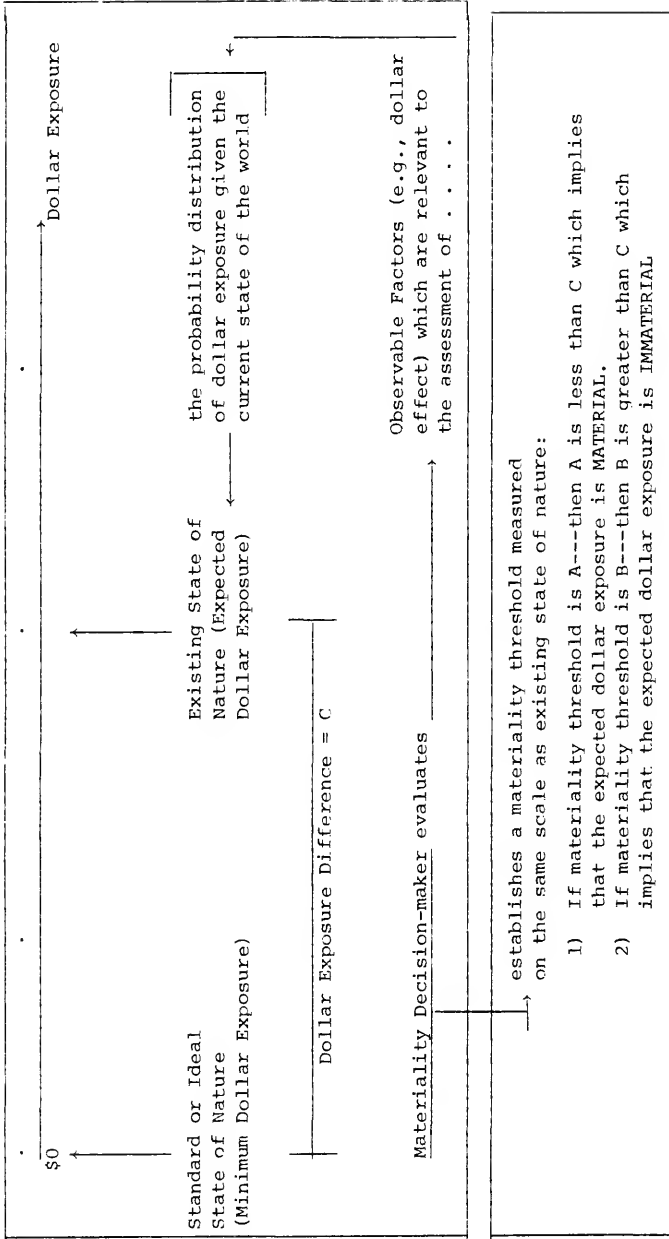 Dollar Exposure
$0
Standard or Ideal
State of Nature
(Minimum Dollar Exposure)
Existing State of
Nature (Expected
Dollar Exposure)
the probability distribution
of dollar exposure given the
current state of the world
Dollar Exposure Difference = C
Materiality Decision-maker evaluates
Observable Factors (e.g., dollar
effect) which are relevant to
the assessment of . . . .
establishes a materiality threshold measured
on the same scale as existing state of nature:
1) If materiality threshold is A---then A is less than C which implies
that the expected dollar exposure is MATERIAL.
2) If materiality threshold is B---then B is greater than C which
implies that the expected dollar exposure is IMMATERIAL